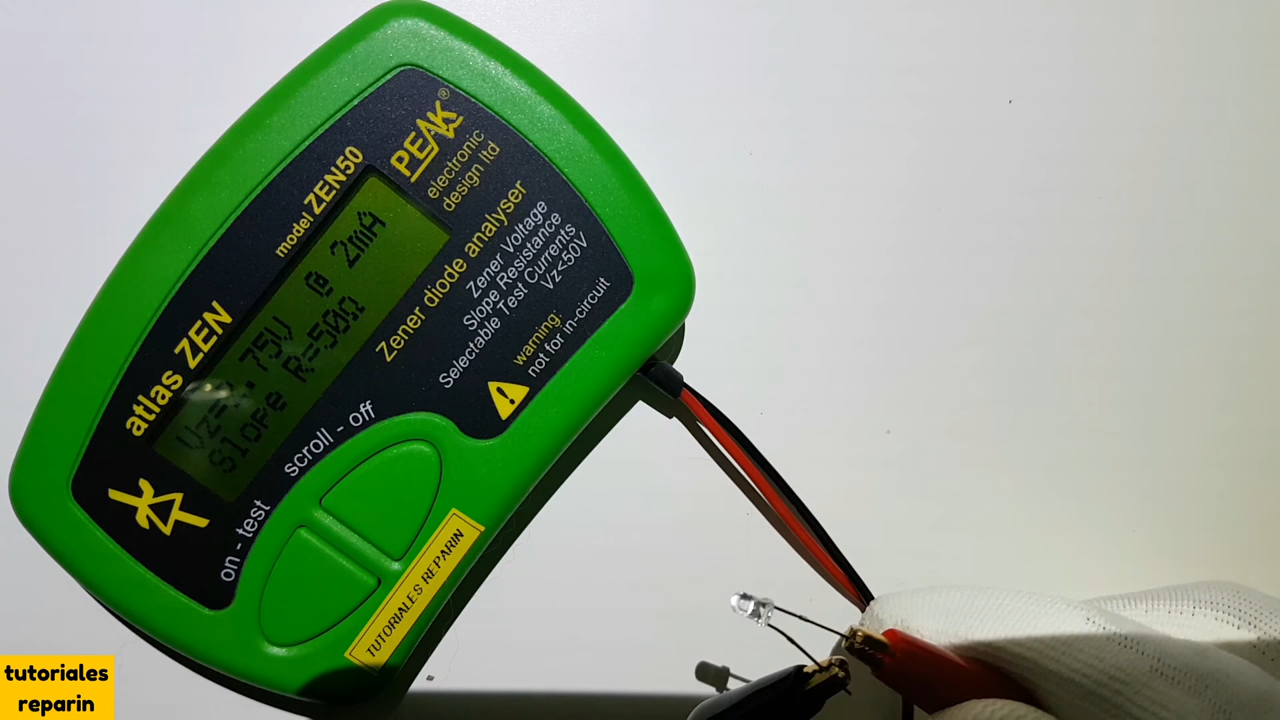 PEAK®
electronic
design ltd
model ZEN50
atlas ZEN
@ 2mA
Slope R=50Ω
Zener diode analyser
Zener Voltage
Slope Resistance
Selectable Test Currents
Vz<50V
warning:
not for in-circuit
on - test
scroll - off
TUTORIALES REPARIN
tutoriales
reparin